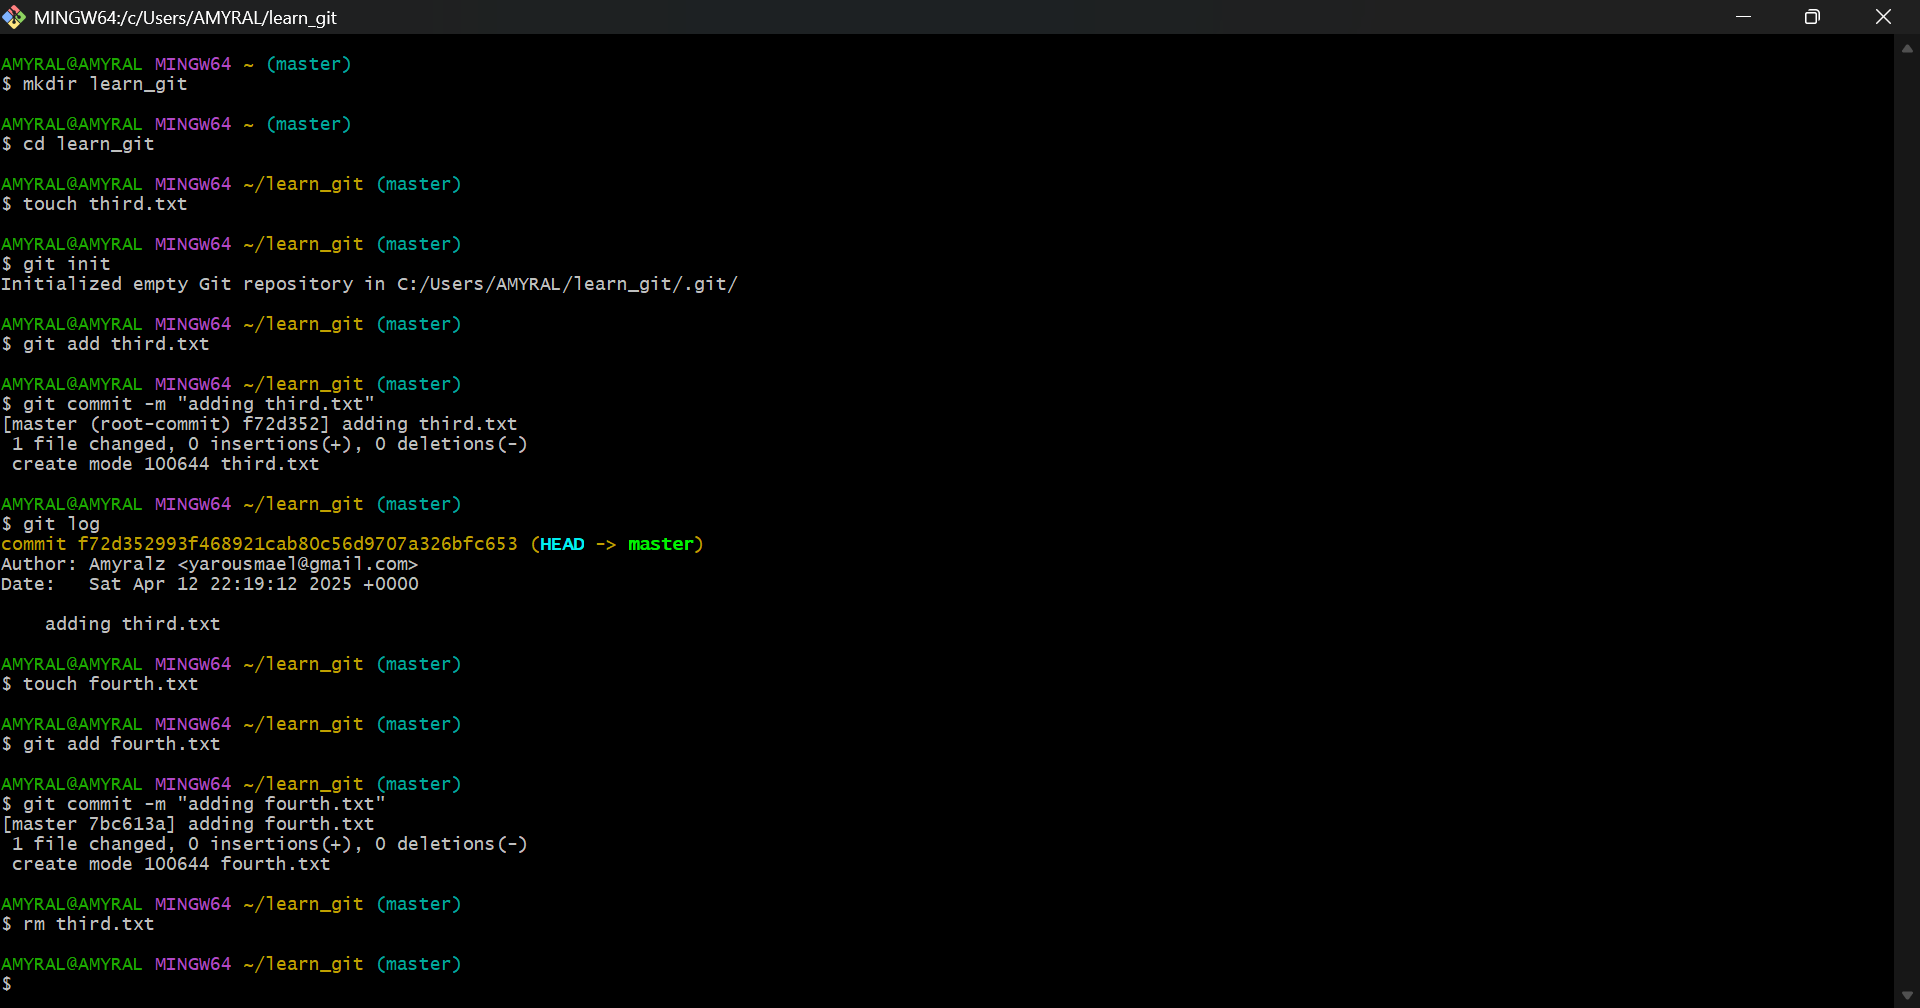 MINGW64:/c/Users/AMYRAL/learn_git
AMYRAL@AMYRAL MINGW64 ~ (master)
$ mkdir learn_git
AMYRAL@AMYRAL MINGW64 ~ (master)
$ cd learn_git
AMYRAL@AMYRAL MINGW64 ~/learn_git (master)
$ touch third.txt
AMYRAL@AMYRAL MINGW64 ~/learn_git (master)
$ git init
Initialized empty Git repository in C:/Users/AMYRAL/learn_git/.git/
AMYRAL@AMYRAL MINGW64 ~/learn_git (master)
$ git add third.txt
AMYRAL@AMYRAL MINGW64 ~/learn_git (master)
$ git commit -m "adding third.txt"
[master (root-commit) f72d352] adding third.txt
 1 file changed, 0 insertions(+), 0 deletions(-)
 create mode 100644 third.txt
AMYRAL@AMYRAL MINGW64 ~/learn_git (master)
$ git log
commit f72d352993f468921cab80c56d9707a326bfc653 (HEAD -> master)
Author: Amyralz <yarousmael@gmail.com>
Date:   Sat Apr 12 22:19:12 2025 +0000
    adding third.txt
AMYRAL@AMYRAL MINGW64 ~/learn_git (master)
$ touch fourth.txt
AMYRAL@AMYRAL MINGW64 ~/learn_git (master)
$ git add fourth.txt
AMYRAL@AMYRAL MINGW64 ~/learn_git (master)
$ git commit -m "adding fourth.txt"
[master 7bc613a] adding fourth.txt
 1 file changed, 0 insertions(+), 0 deletions(-)
 create mode 100644 fourth.txt
AMYRAL@AMYRAL MINGW64 ~/learn_git (master)
$ rm third.txt
AMYRAL@AMYRAL MINGW64 ~/learn_git (master)
$